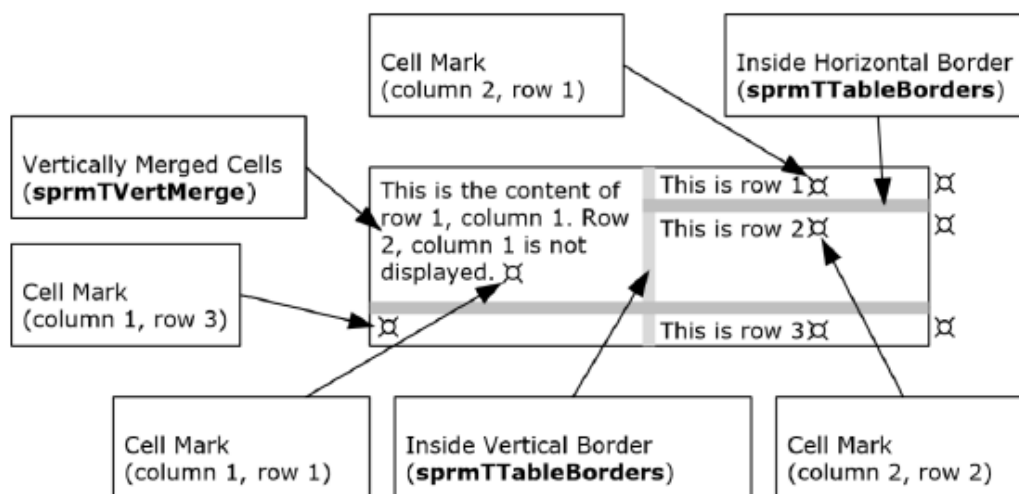 Cell Mark
(column 2, row 1)
Inside Horizontal Border
(sprmTTableBorders)
Vertically Merged Cells
(sprmTVertMerge)
This is the content of
row 1, column 1. Row
2, column 1 is not
displayed. ¤
This is row 1¤ ¤
This is row 2¤ ¤
Cell Mark
(column 1, row 3)
¤
This is row 3¤ ¤
Cell Mark
(column 1, row 1)
Inside Vertical Border
(sprmTTableBorders)
Cell Mark
(column 2, row 2)